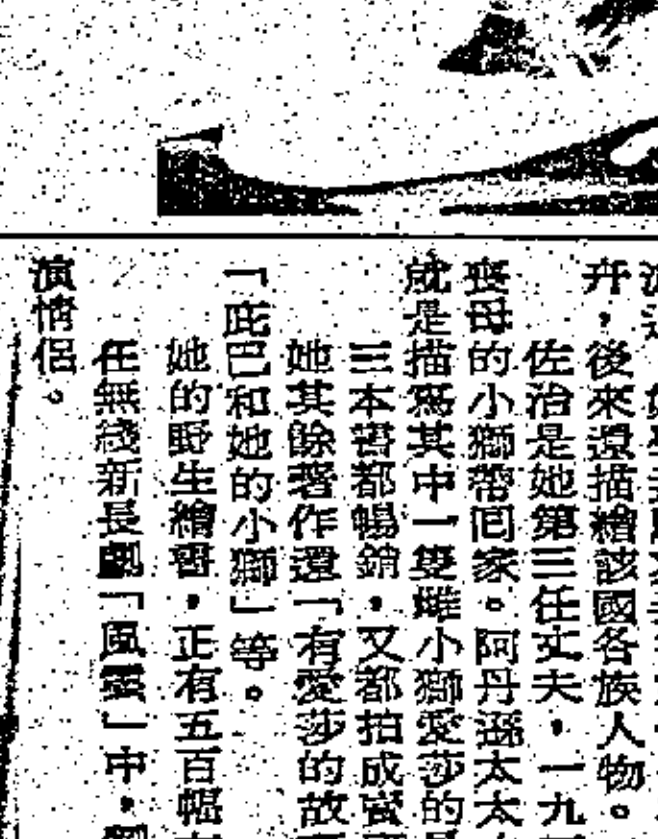 卉，後來還描繪該國各族人物。
佐治是她第三任丈夫，一九
喪母的小獅帶回家。阿丹遜太太
就是描寫其中一隻雌小獅愛莎的
三本書都暢銷，又都拍成
她其餘著作還「有愛莎的故
「庇巴和她的小獅」等。
她的野生繪畫，正有五百幅
在無綫新長劇「風雲」中，
演情侶。